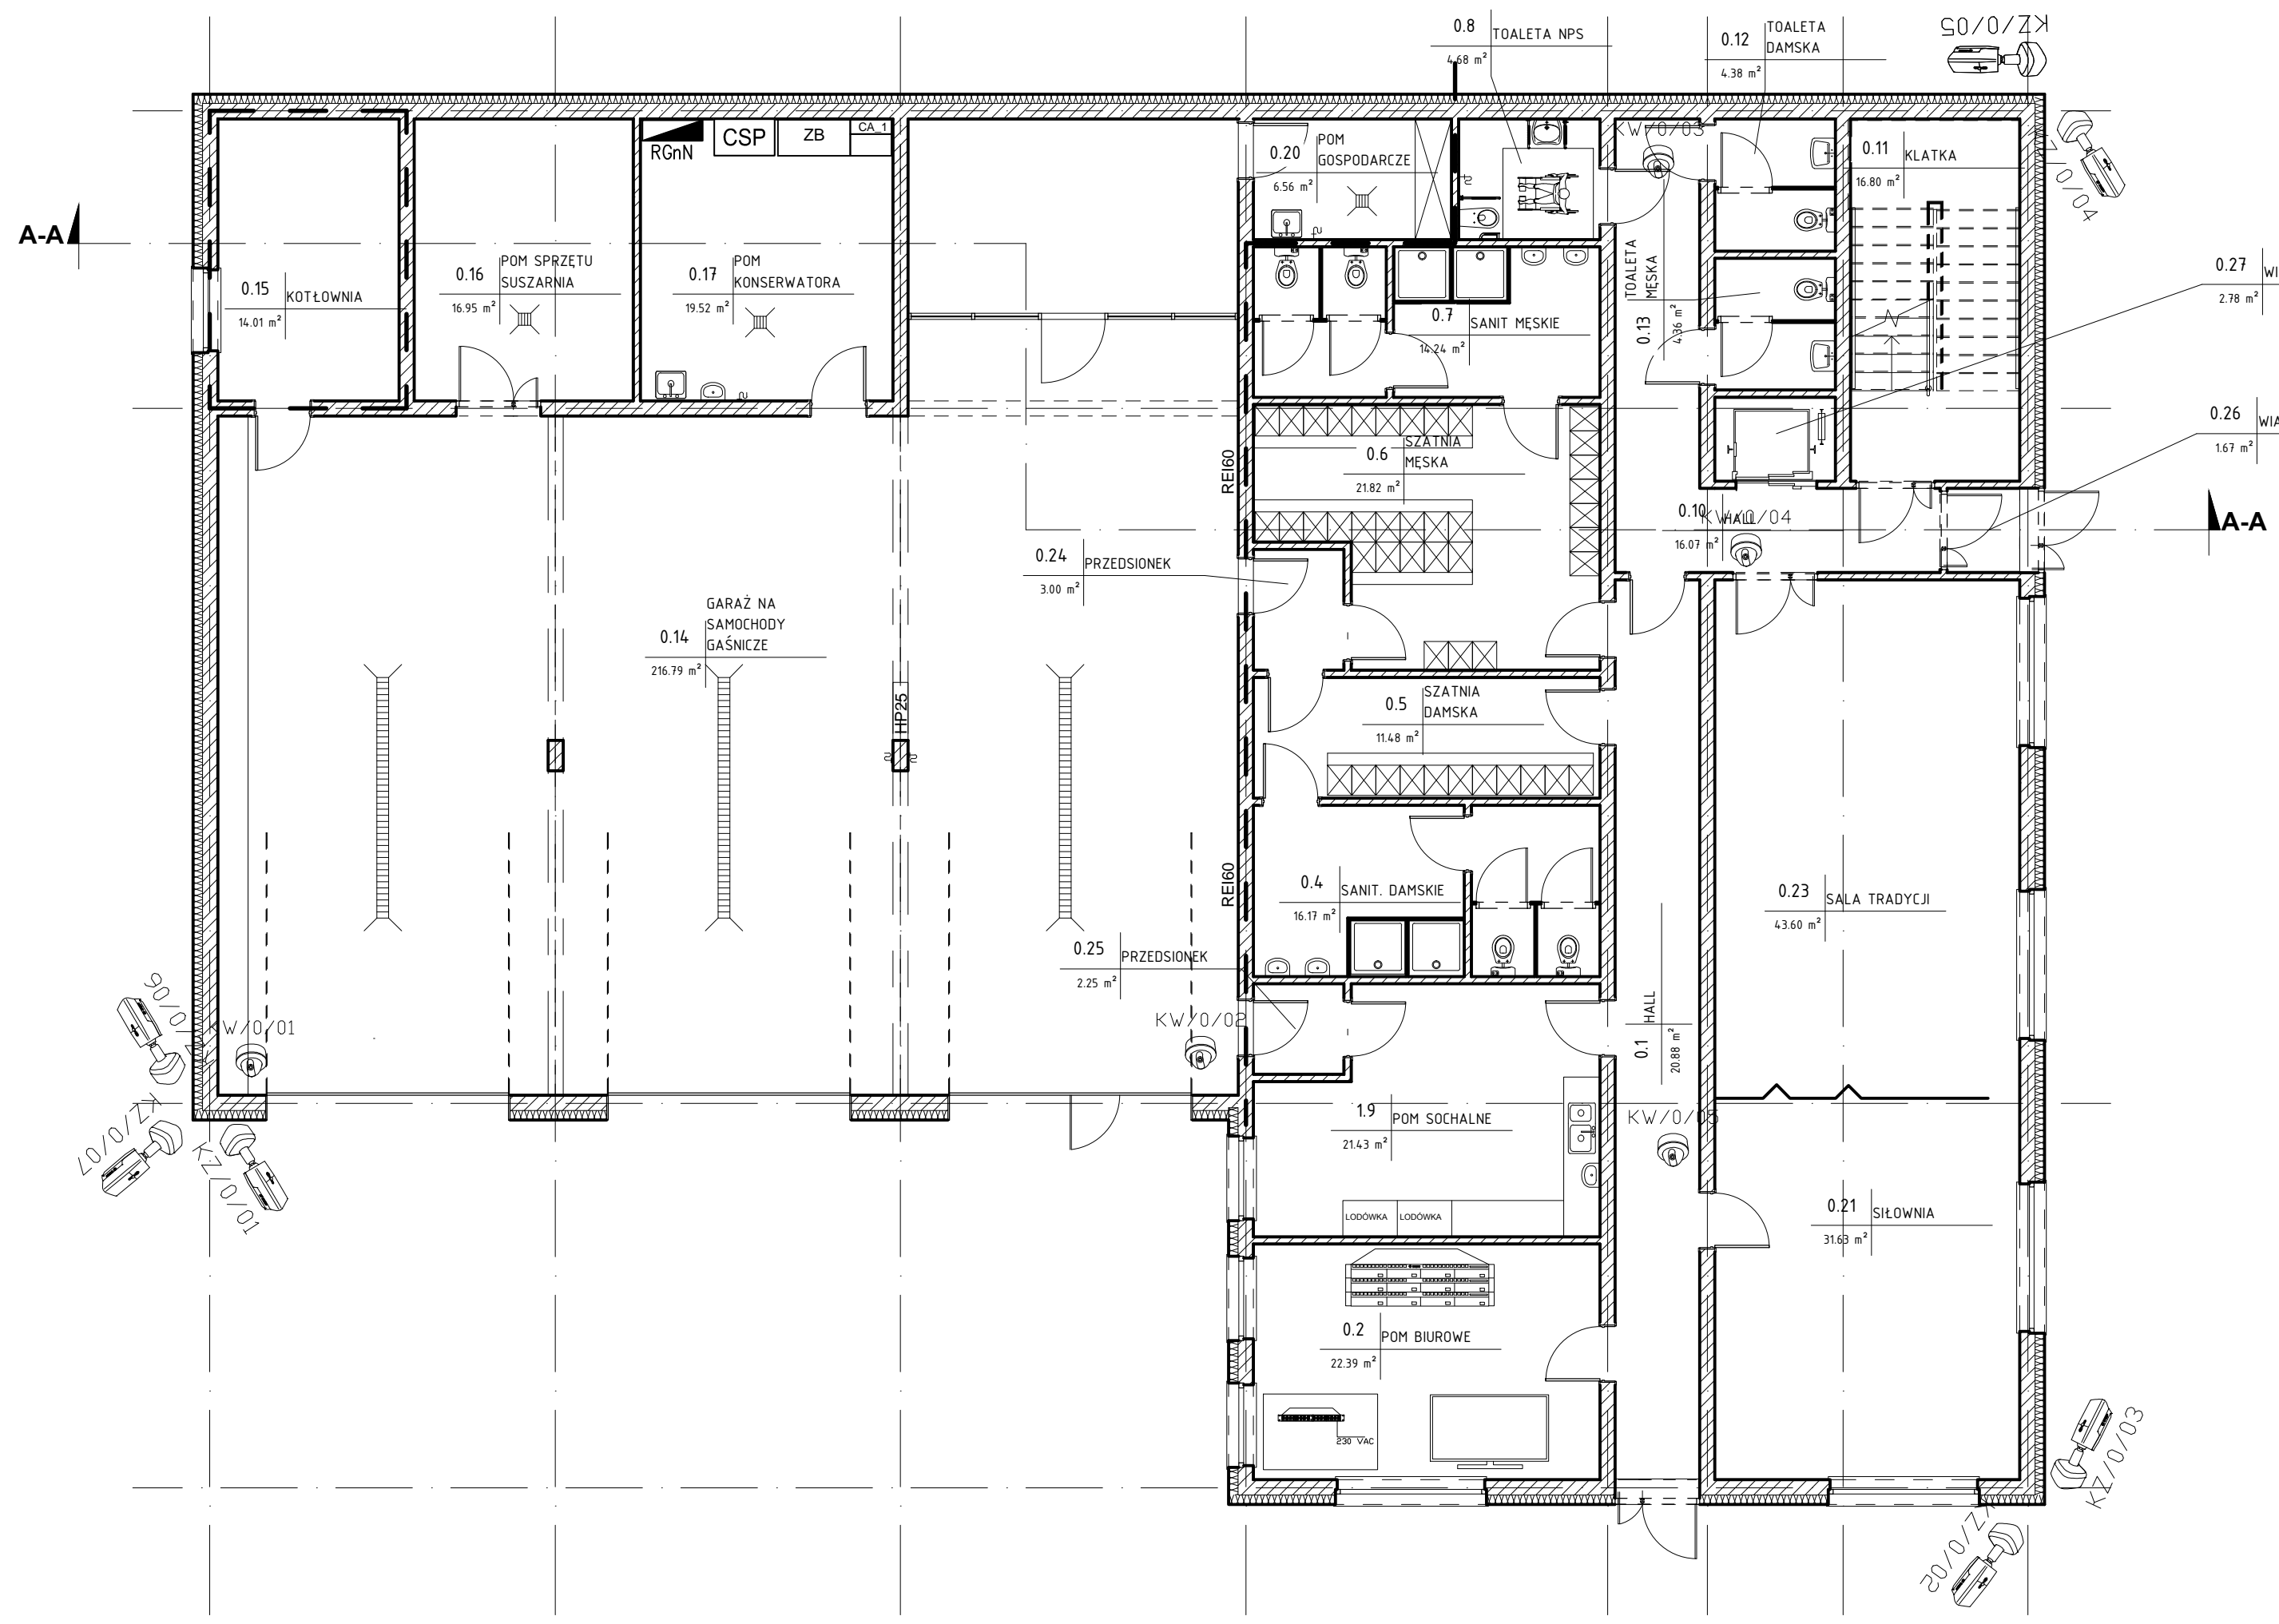 0.8
TOALETA NPS
4.68 m²
0.12
TOALETA
DAMSKA
4.38 m²
KZ/0/05
RGnN
CSP
ZB
CA_1
0.20
POM
GOSPODARCZE
6.56 m²
KW/0/03
0.11
KLATKA
16.80 m²
/0/04
A-A
0.15
KOTŁOWNIA
14.01 m²
0.16
POM SPRZĘTU
SUSZARNIA
16.95 m²
0.17
POM
KONSERWATORA
19.52 m²
0.7
SANIT MĘSKIE
14.24 m²
0.13
TOALETA
MĘSKA
4.36 m²
0.27
WI
2.78 m²
0.26
WIA
1.67 m²
0.6
SZATNIA
MĘSKA
21.82 m²
REI60
0.10
HALL
16.07 m²
KW/0/04
A-A
0.24
PRZEDSIONEK
3.00 m²
0.14
GARAŻ NA
SAMOCHODY
GAŚNICZE
216.79 m²
HP25
0.5
SZATNIA
DAMSKA
11.48 m²
REI60
0.4
SANIT. DAMSKIE
16.17 m²
0.23
SALA TRADYCJI
43.60 m²
0.25
PRZEDSIONEK
2.25 m²
KW/0/02
/0/06
KW/0/01
0.1
HALL
20.88 m²
KZ/0/07
KZ/0/01
1.9
POM SOCHALNE
21.43 m²
KW/0/05
LODÓWKA
LODÓWKA
0.21
SIŁOWNIA
31.63 m²
0.2
POM BIUROWE
22.39 m²
230 VAC
KZ/0/03
KZ/0/02